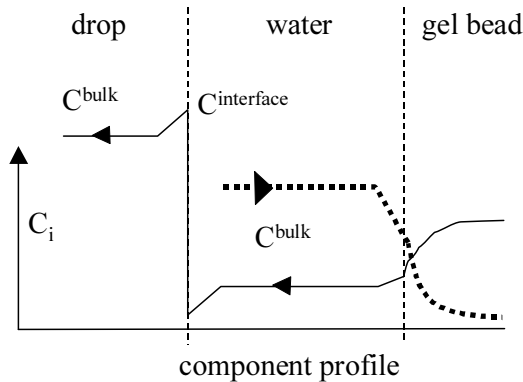 drop water gel bead
C^bulk C^interface
C_i C^bulk
component profile